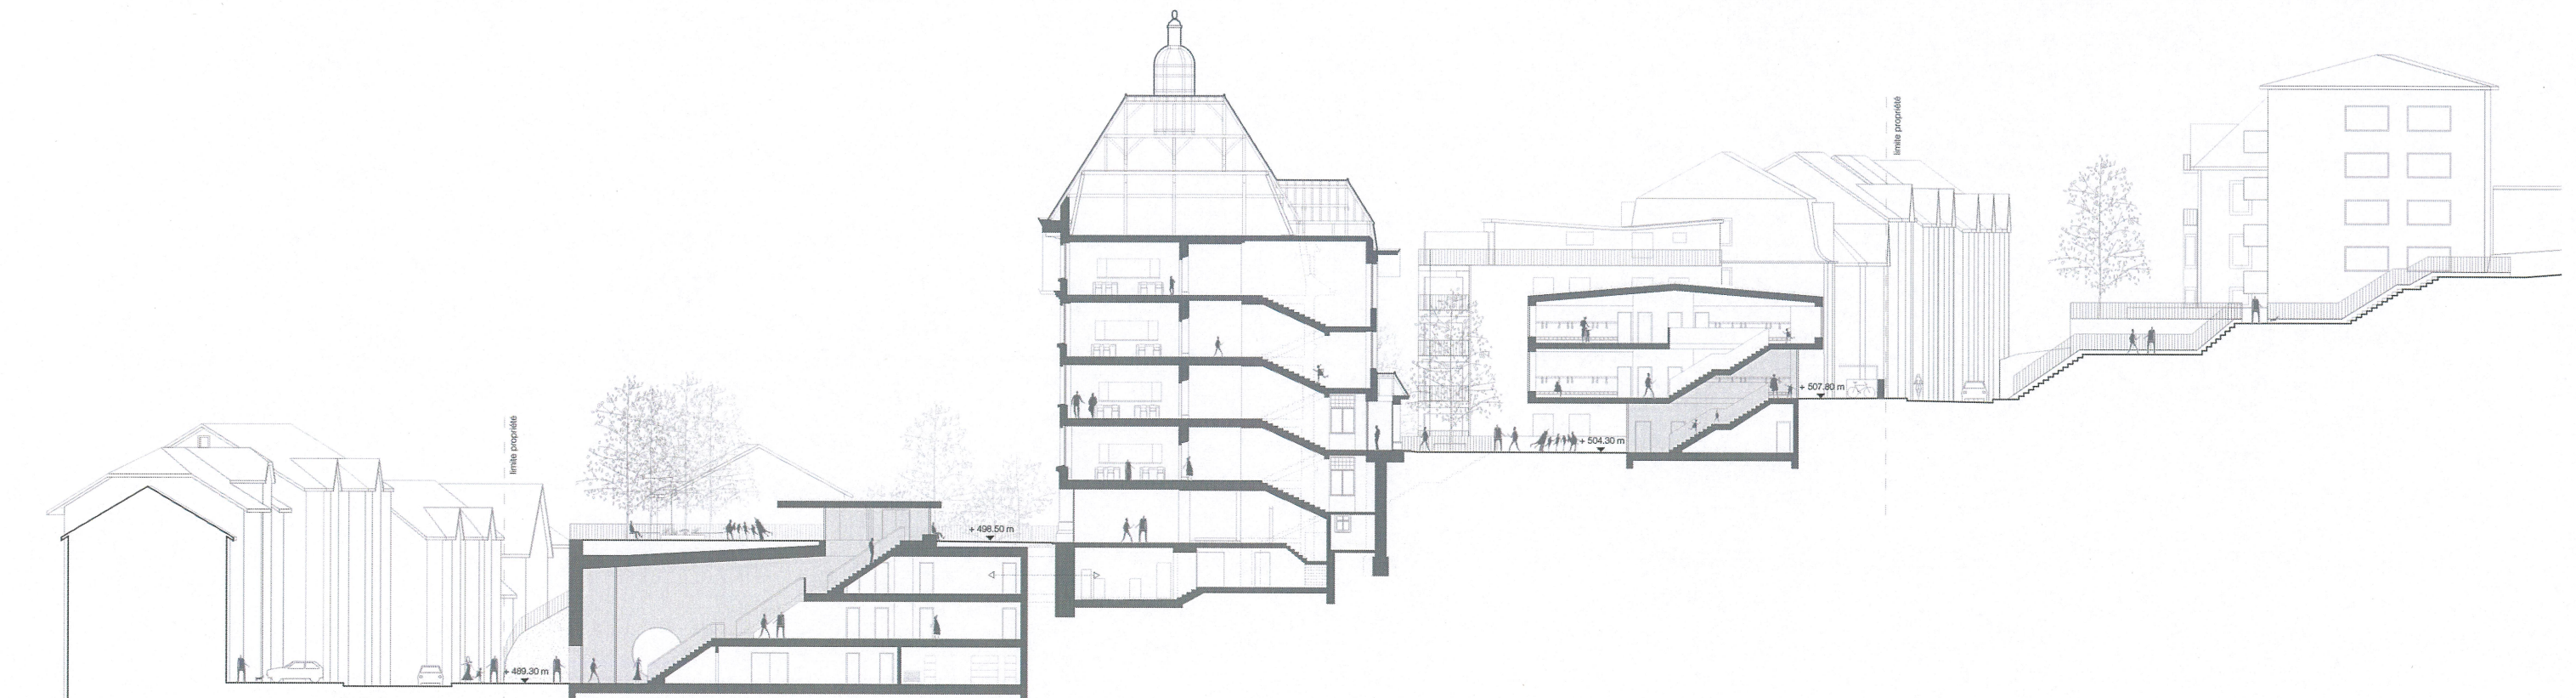 limite propriété
+ 489.30 m
+ 498.50 m
+ 504.30 m
+ 507.80 m
limite propriété